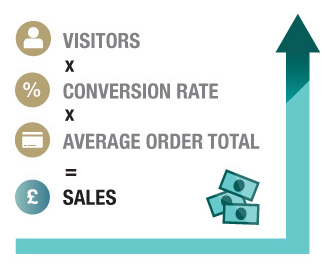 VISITORS
x
% CONVERSION RATE
x
AVERAGE ORDER TOTAL
=
£ SALES